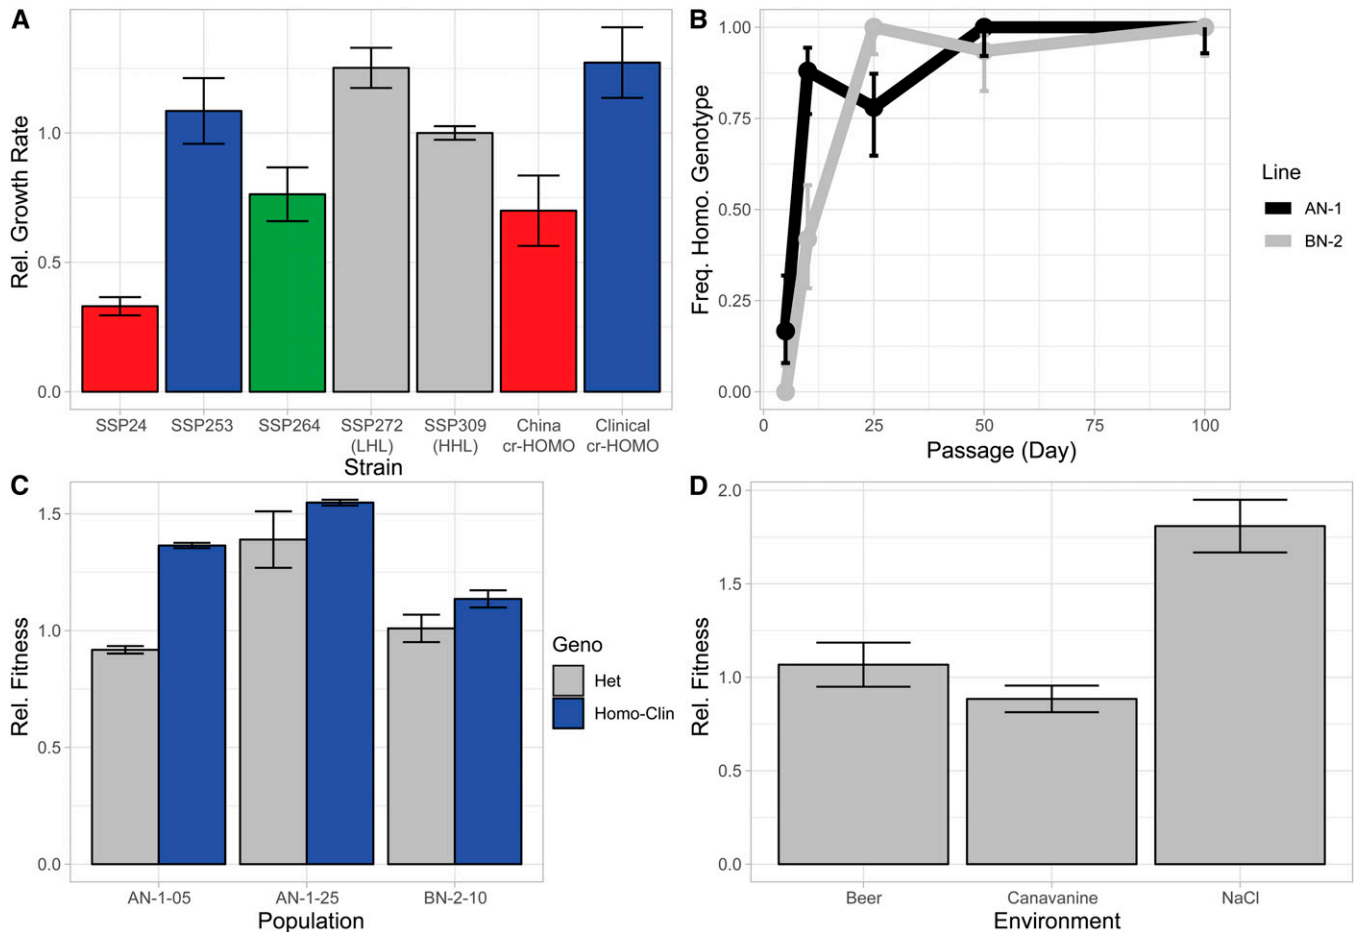 A
Rel. Growth Rate
1.0
0.5
0.0
SSP24 SSP253 SSP264 SSP272 SSP309 China Clinical
(LHL) (HHL) cr-HOMO cr-HOMO
Strain
B
Freq. Homo. Genotype
1.00
0.75
0.50
0.25
0.00
0 25 50 75 100
Passage (Day)
Line
AN-1
BN-2
C
Rel. Fitness
1.5
1.0
0.5
0.0
AN-1-05 AN-1-25 BN-2-10
Population
Geno
Het
Homo-Clin
D
Rel. Fitness
2.0
1.5
1.0
0.5
0.0
Beer Canavanine NaCl
Environment